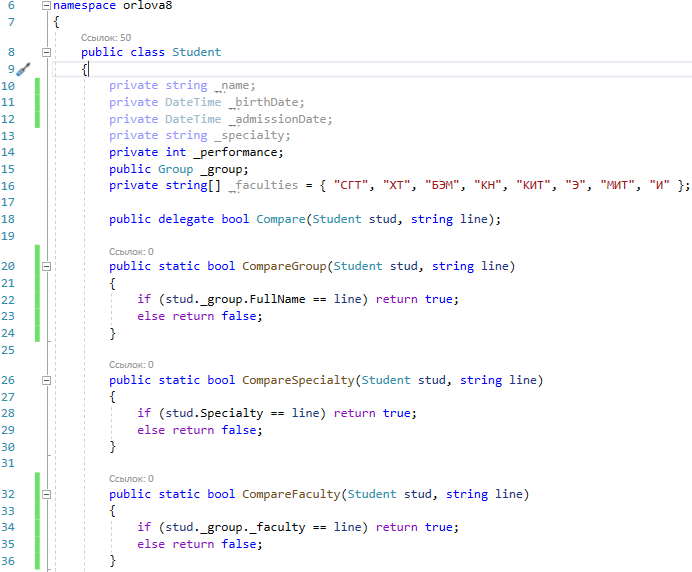 6 namespace orlova8
7 {
Ссылок: 50
8 public class Student
9 {
10 private string _name;
11 private DateTime _birthDate;
12 private DateTime _admissionDate;
13 private string _specialty;
14 private int _performance;
15 public Group _group;
16 private string[] _faculties = { "СГТ", "ХТ", "БЭМ", "КН", "КИТ", "Э", "МИТ", "И" };
17
18 public delegate bool Compare(Student stud, string line);
19
Ссылок: 0
20 public static bool CompareGroup(Student stud, string line)
21 {
22 if (stud._group.FullName == line) return true;
23 else return false;
24 }
25
Ссылок: 0
26 public static bool CompareSpecialty(Student stud, string line)
27 {
28 if (stud.Specialty == line) return true;
29 else return false;
30 }
31
Ссылок: 0
32 public static bool CompareFaculty(Student stud, string line)
33 {
34 if (stud._group._faculty == line) return true;
35 else return false;
36 }